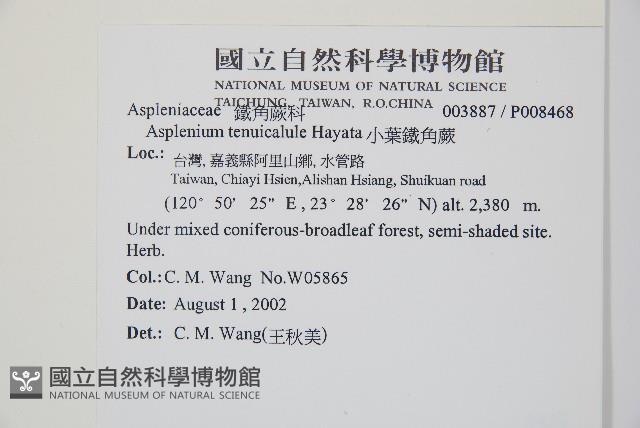 國立自然科學博物館
NATIONAL MUSEUM OF NATURAL SCIENCE
TAICHUNG, TAIWAN, R.O.CHINA
Aspleniaceae 鐵角蕨科 003887 / P008468
Asplenium tenuicalule Hayata 小葉鐵角蕨
Loc.: 台灣, 嘉義縣阿里山鄉, 水管路
Taiwan, Chiayi Hsien,Alishan Hsiang, Shuikuan road
(120° 50' 25" E , 23° 28' 26" N) alt. 2,380 m.
Under mixed coniferous-broadleaf forest, semi-shaded site.
Herb.
Col.: C. M. Wang No.W05865
Date: August 1 , 2002
Det.: C. M. Wang(王秋美)
國立自然科學博物館
NATIONAL MUSEUM OF NATURAL SCIENCE